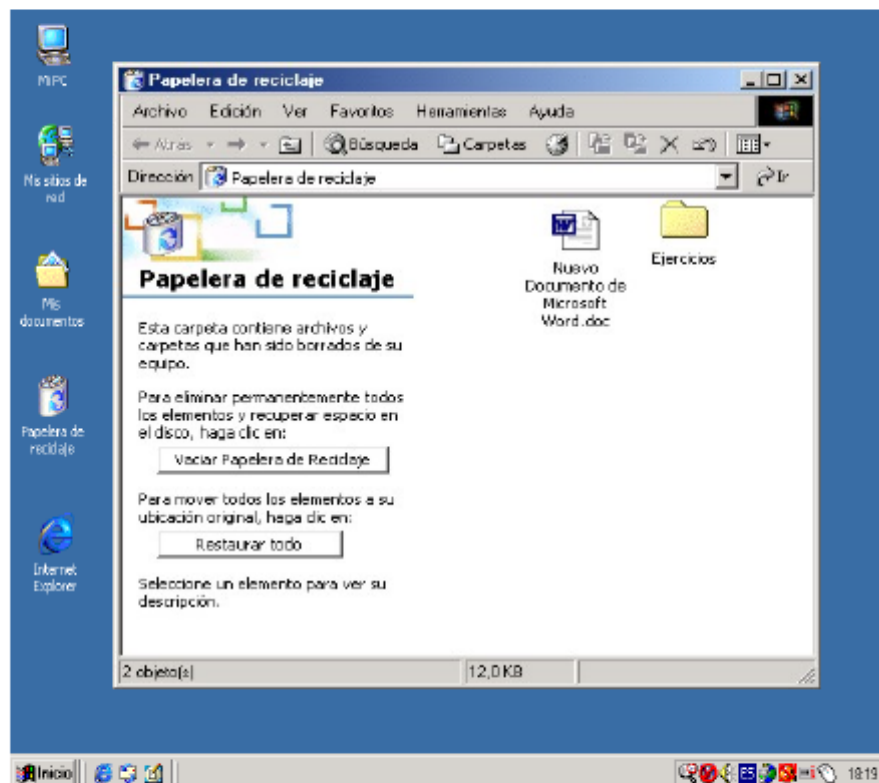 Mi PC
Mis sitios de
red
Mis
documentos
Papelera de
reciclaje
Internet
Explorer
Papelera de reciclaje
Archivo Edición Ver Favoritos Herramientas Ayuda
Atrás Búsqueda Carpetas
Dirección Papelera de reciclaje Ir
Papelera de reciclaje
Esta carpeta contiene archivos y
carpetas que han sido borrados de su
equipo.
Para eliminar permanentemente todos
los elementos y recuperar espacio en
el disco, haga clic en:
Vaciar Papelera de Reciclaje
Para mover todos los elementos a su
ubicación original, haga clic en:
Restaurar todo
Seleccione un elemento para ver su
descripción.
Nuevo
Documento de
Microsoft
Word.doc
Ejercicios
2 objeto(s)
12,0 KB
Inicio
ES
18:19